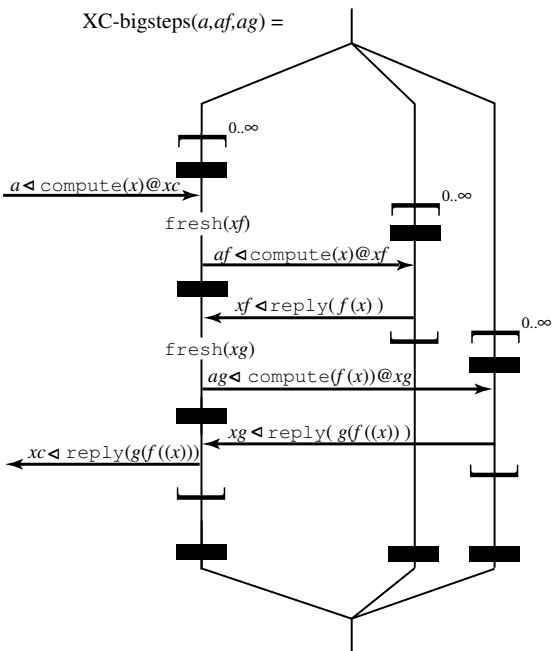 XC-bigsteps(a,af,ag) =
0..∞
a ⊲ compute(x)@xc
0..∞
fresh(xf)
af ⊲ compute(x)@xf
xf ⊲ reply( f(x) )
0..∞
fresh(xg)
ag ⊲ compute(f(x))@xg
xg ⊲ reply( g(f((x)) )
xc ⊲ reply(g(f((x)))